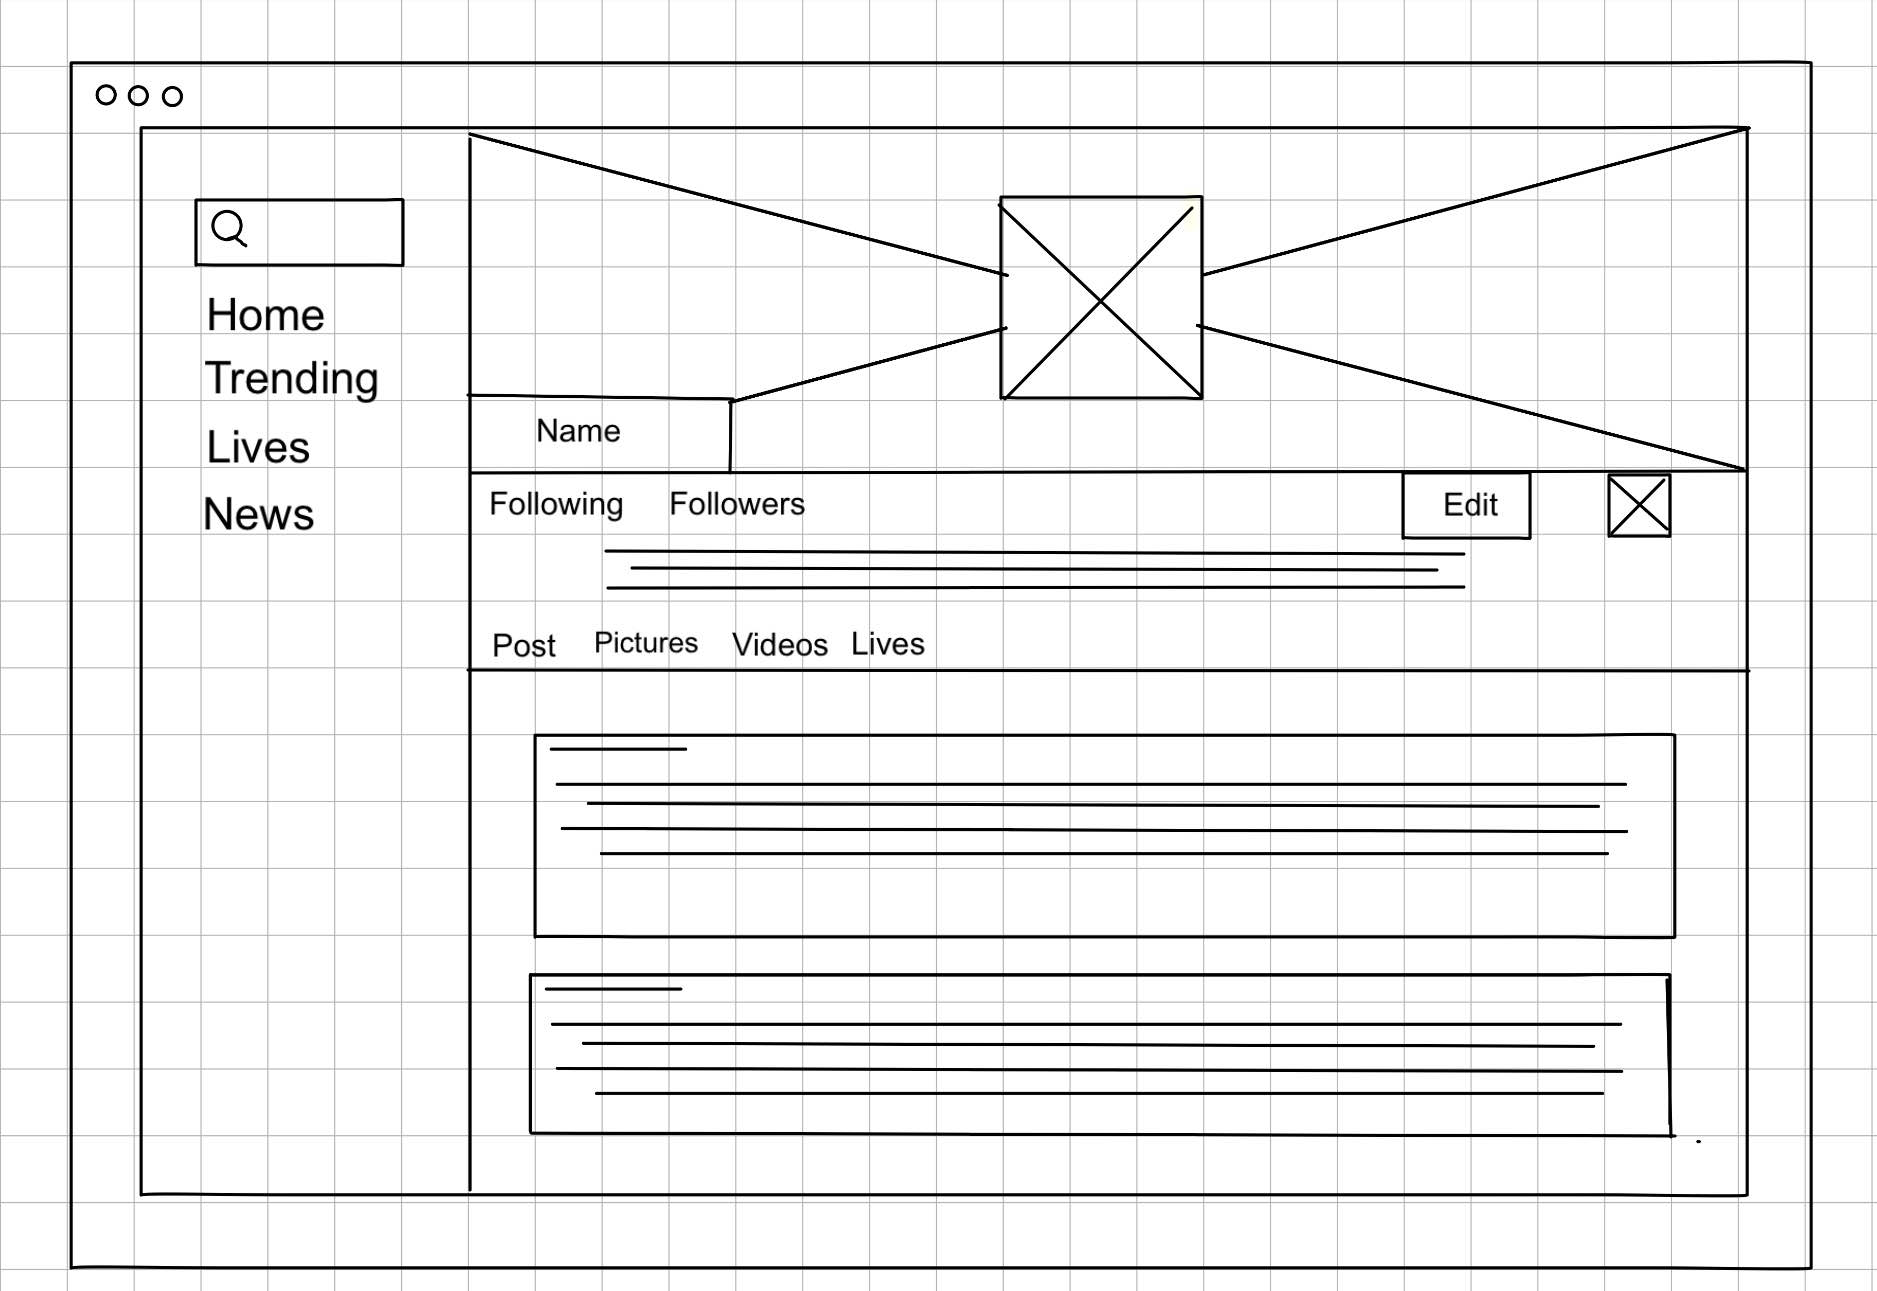 Home
Trending
Lives
News
Name
Following Followers Edit
Post Pictures Videos Lives